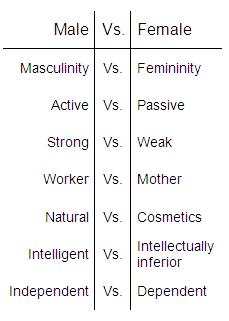 Male Vs. Female
Masculinity Vs. Femininity
Active Vs. Passive
Strong Vs. Weak
Worker Vs. Mother
Natural Vs. Cosmetics
Intelligent Vs. Intellectually
inferior
Independent Vs. Dependent